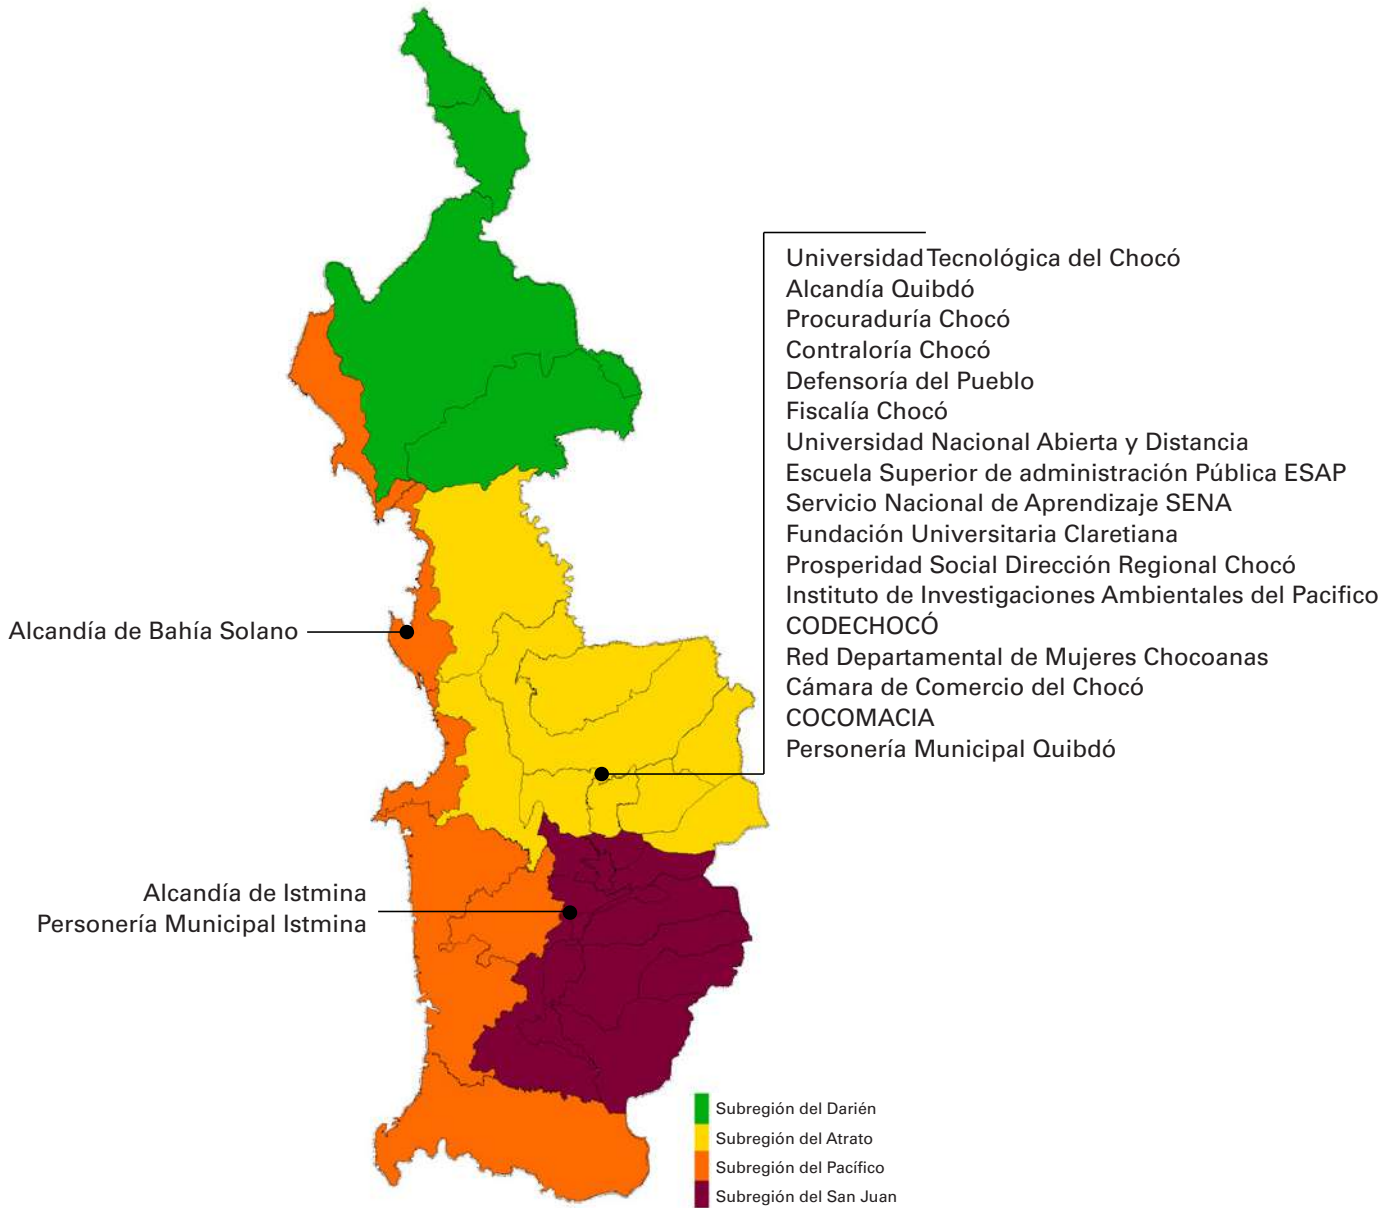 Universidad Tecnológica del Chocó
Alcandía Quibdó
Procuraduría Chocó
Contraloría Chocó
Defensoría del Pueblo
Fiscalía Chocó
Universidad Nacional Abierta y Distancia
Escuela Superior de administración Pública ESAP
Servicio Nacional de Aprendizaje SENA
Fundación Universitaria Claretiana
Prosperidad Social Dirección Regional Chocó
Instituto de Investigaciones Ambientales del Pacifico
CODECHOCÓ
Red Departamental de Mujeres Chocoanas
Cámara de Comercio del Chocó
COCOMACIA
Personería Municipal Quibdó
Alcandía de Bahía Solano
Alcandía de Istmina
Personería Municipal Istmina
Subregión del Darién
Subregión del Atrato
Subregión del Pacífico
Subregión del San Juan